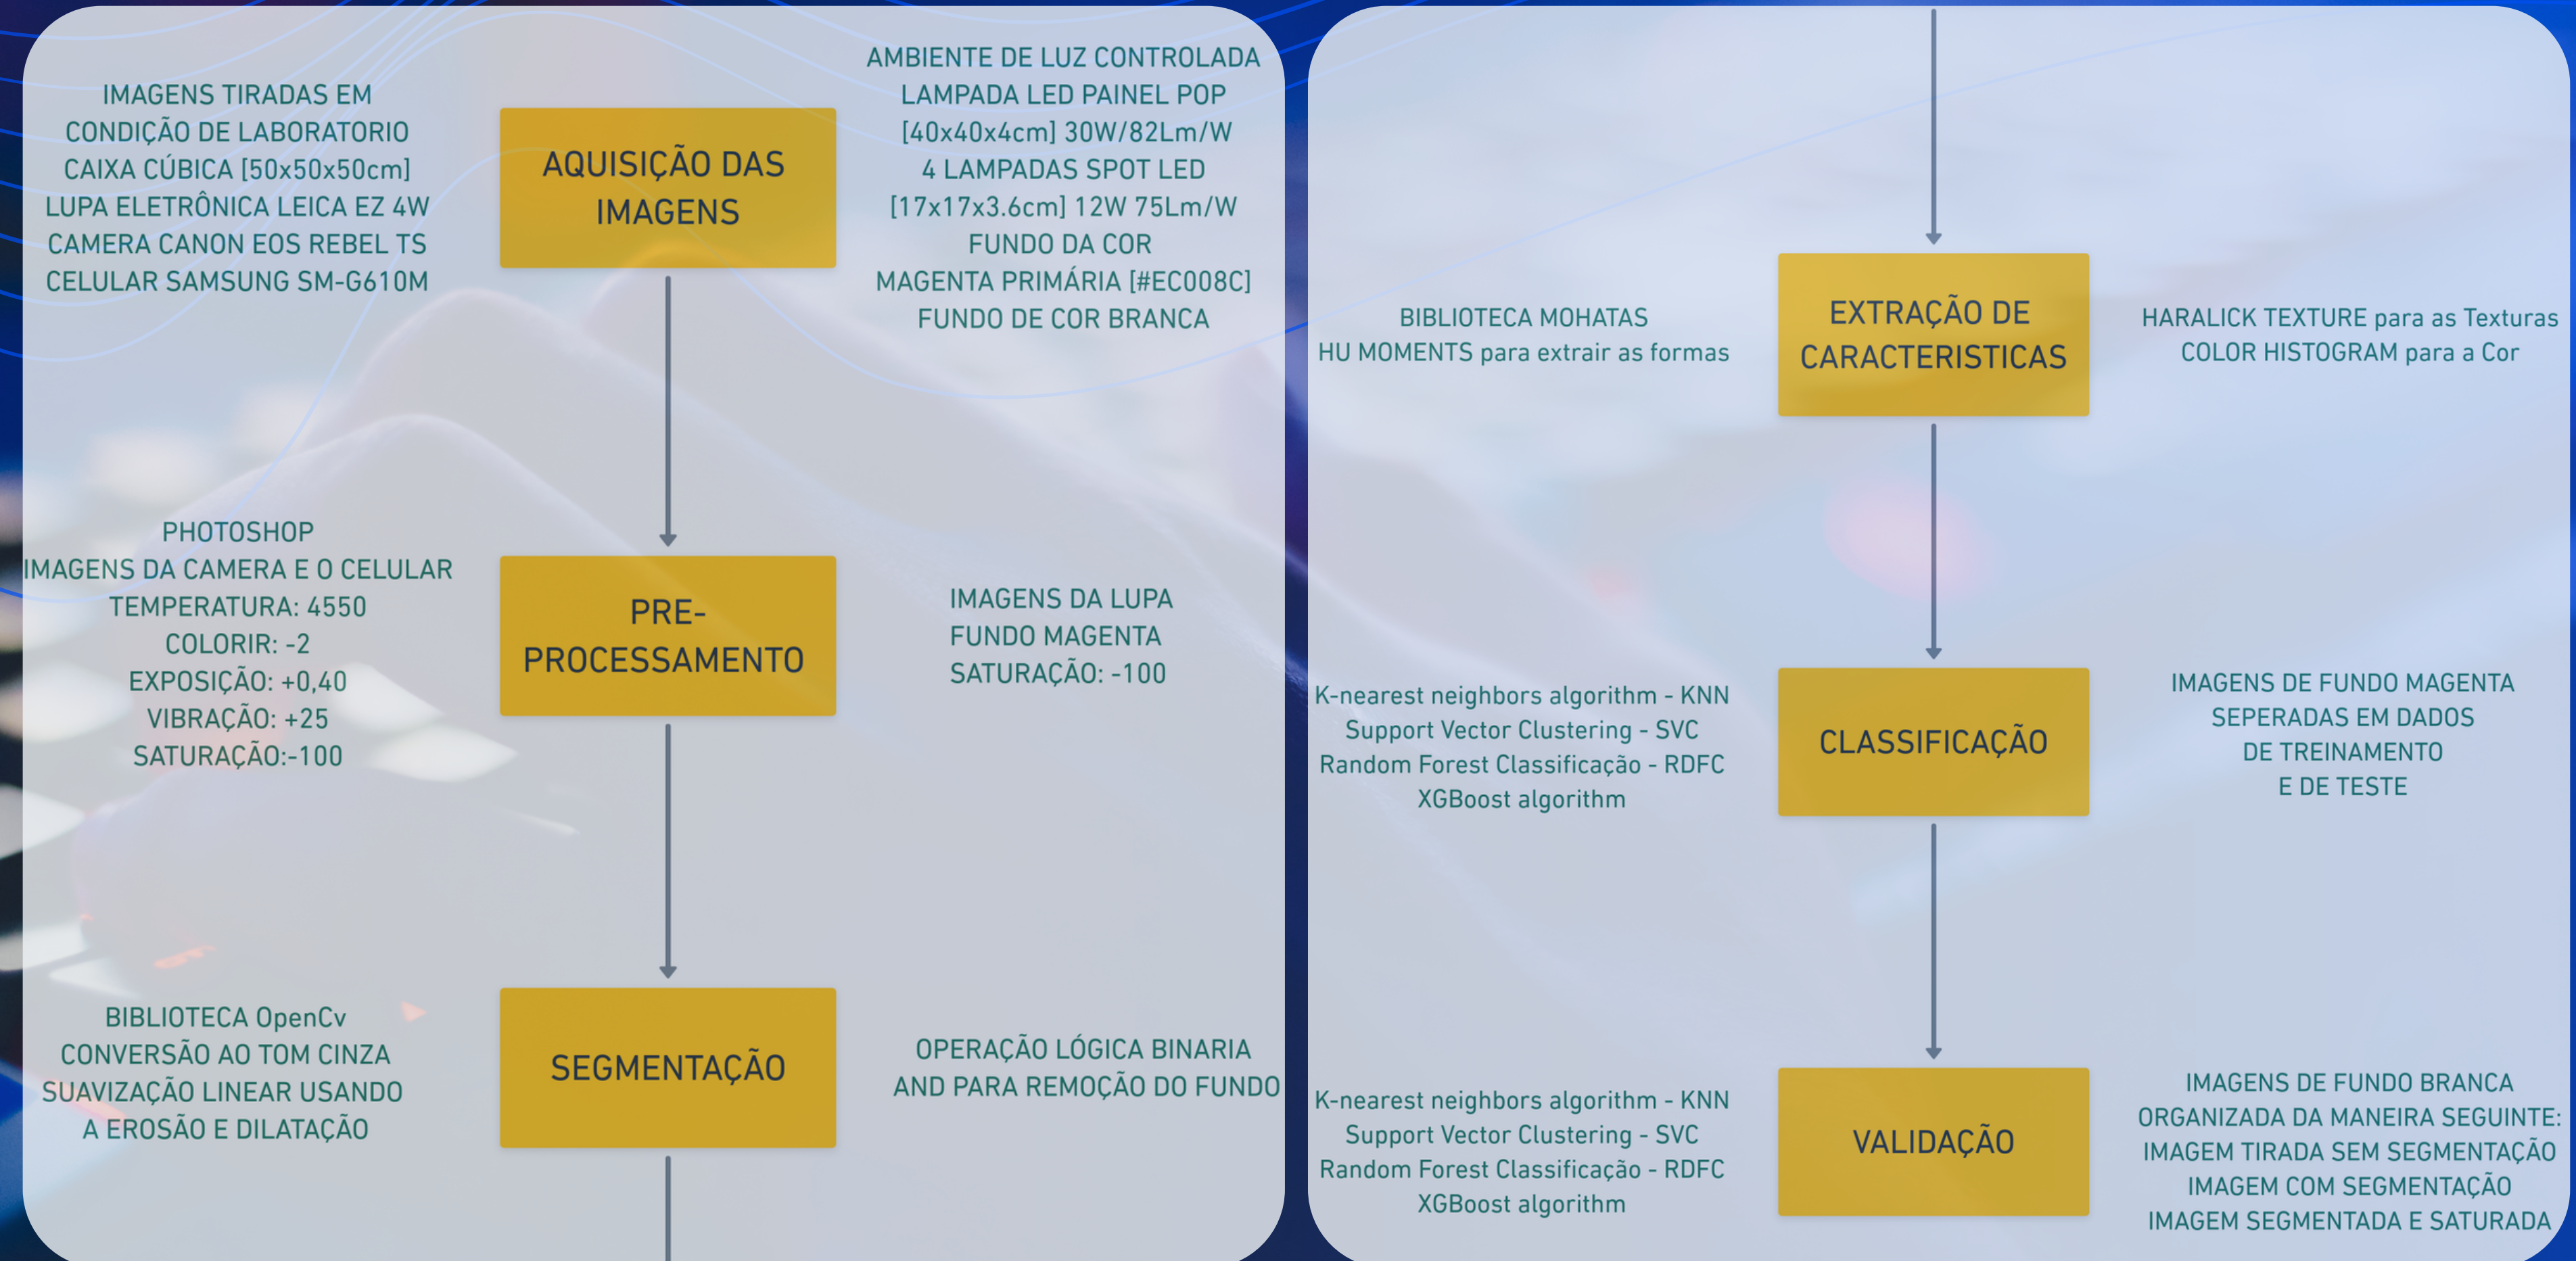 IMAGENS TIRADAS EM
CONDIÇÃO DE LABORATORIO
CAIXA CÚBICA [50x50x50cm]
LUPA ELETRÔNICA LEICA EZ 4W
CAMERA CANON EOS REBEL TS
CELULAR SAMSUNG SM-G610M
AQUISIÇÃO DAS
IMAGENS
AMBIENTE DE LUZ CONTROLADA
LAMPADA LED PAINEL POP
[40x40x4cm] 30W/82Lm/W
4 LAMPADAS SPOT LED
[17x17x3.6cm] 12W 75Lm/W
FUNDO DA COR
MAGENTA PRIMÁRIA [#EC008C]
FUNDO DE COR BRANCA
PHOTOSHOP
IMAGENS DA CAMERA E O CELULAR
TEMPERATURA: 4550
COLORIR: -2
EXPOSIÇÃO: +0,40
VIBRAÇÃO: +25
SATURAÇÃO:-100
PRE-
PROCESSAMENTO
IMAGENS DA LUPA
FUNDO MAGENTA
SATURAÇÃO: -100
BIBLIOTECA OpenCv
CONVERSÃO AO TOM CINZA
SUAVIZAÇÃO LINEAR USANDO
A EROSÃO E DILATAÇÃO
SEGMENTAÇÃO
OPERAÇÃO LÓGICA BINARIA
AND PARA REMOÇÃO DO FUNDO
BIBLIOTECA MOHATAS
HU MOMENTS para extrair as formas
EXTRAÇÃO DE
CARACTERISTICAS
HARALICK TEXTURE para as Texturas
COLOR HISTOGRAM para a Cor
K-nearest neighbors algorithm - KNN
Support Vector Clustering - SVC
Random Forest Classificação - RDFC
XGBoost algorithm
CLASSIFICAÇÃO
IMAGENS DE FUNDO MAGENTA
SEPERADAS EM DADOS
DE TREINAMENTO
E DE TESTE
K-nearest neighbors algorithm - KNN
Support Vector Clustering - SVC
Random Forest Classificação - RDFC
XGBoost algorithm
VALIDAÇÃO
IMAGENS DE FUNDO BRANCA
ORGANIZADA DA MANEIRA SEGUINTE:
IMAGEM TIRADA SEM SEGMENTAÇÃO
IMAGEM COM SEGMENTAÇÃO
IMAGEM SEGMENTADA E SATURADA